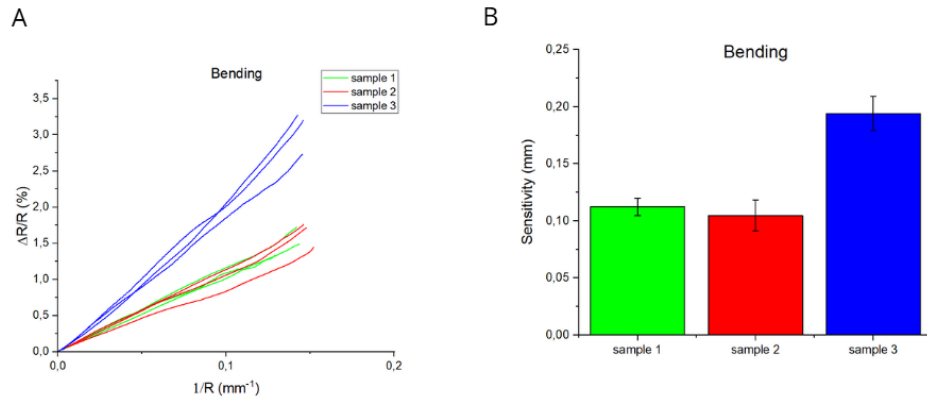 A
Bending
sample 1
sample 2
sample 3
3,5
3,0
2,5
2,0
1,5
1,0
0,5
0,0
ΔR/R (%)
0,0
0,1
0,2
1/R (mm⁻¹)
B
Bending
0,25
0,20
0,15
0,10
0,05
0,00
Sensitivity (mm)
sample 1
sample 2
sample 3